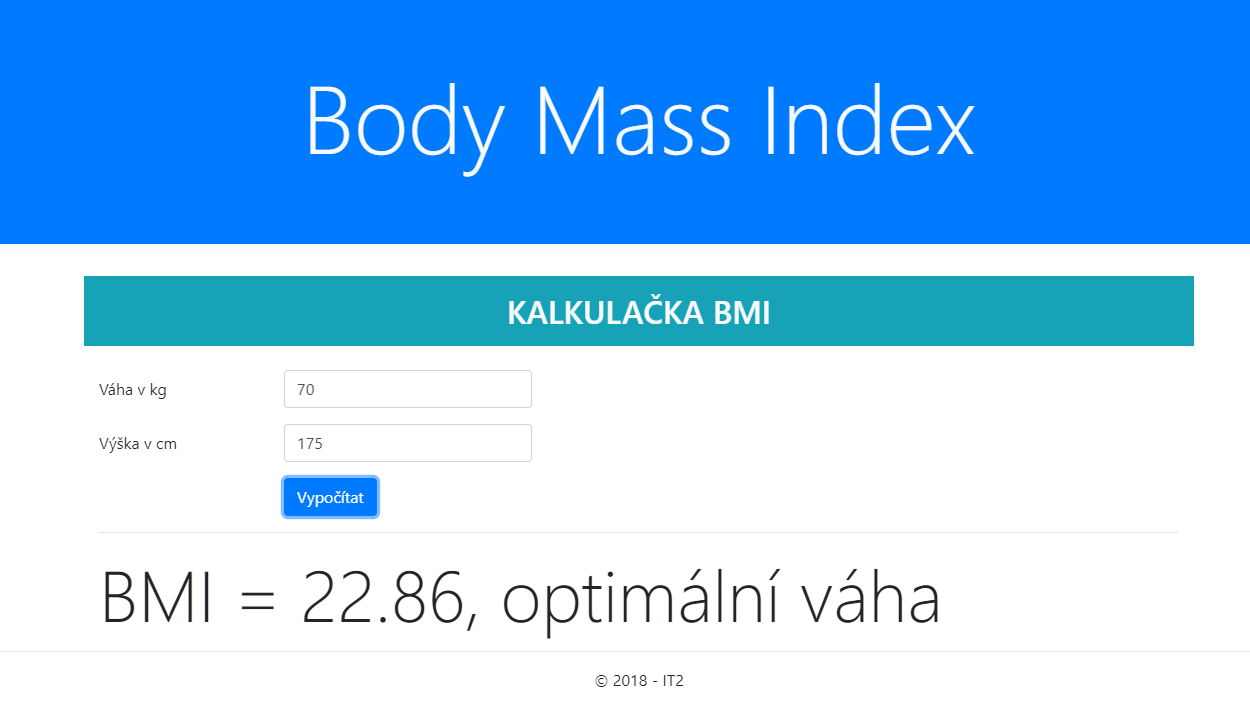 Body Mass Index
KALKULAČKA BMI
Váha v kg
70
Výška v cm
175
Vypočítat
BMI = 22.86, optimální váha
© 2018 - IT2